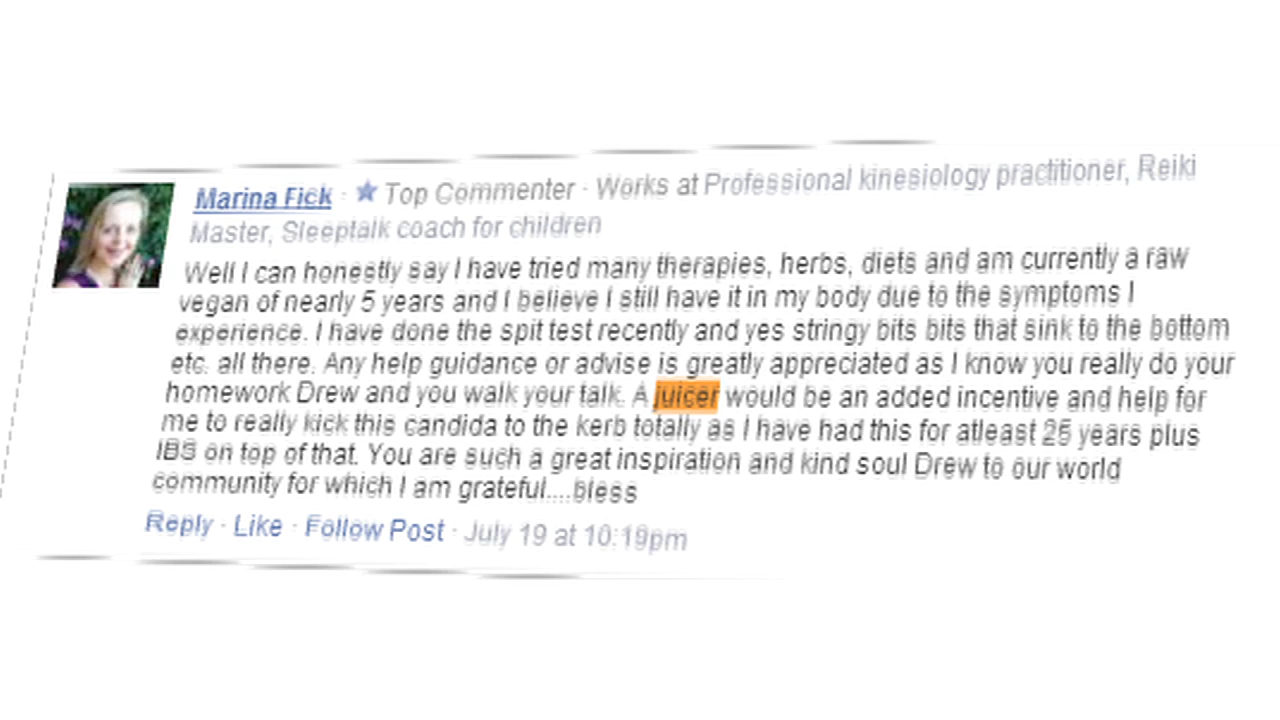 Marina Fick · Top Commenter · Works at Professional kinesiology practitioner, Reiki
Master, Sleeptalk coach for children
Well I can honestly say I have tried many therapies, herbs, diets and am currently a raw
vegan of nearly 5 years and I believe I still have it in my body due to the symptoms I
experience. I have done the spit test recently and yes stringy bits bits that sink to the bottom
etc. all there. Any help guidance or advise is greatly appreciated as I know you really do your
homework Drew and you walk your talk. A juicer would be an added incentive and help for
me to really kick this candida to the kerb totally as I have had this for atleast 25 years plus
IBS on top of that. You are such a great inspiration and kind soul Drew to our world
community for which I am grateful....bless
Reply · Like · Follow Post · July 19 at 10:19pm